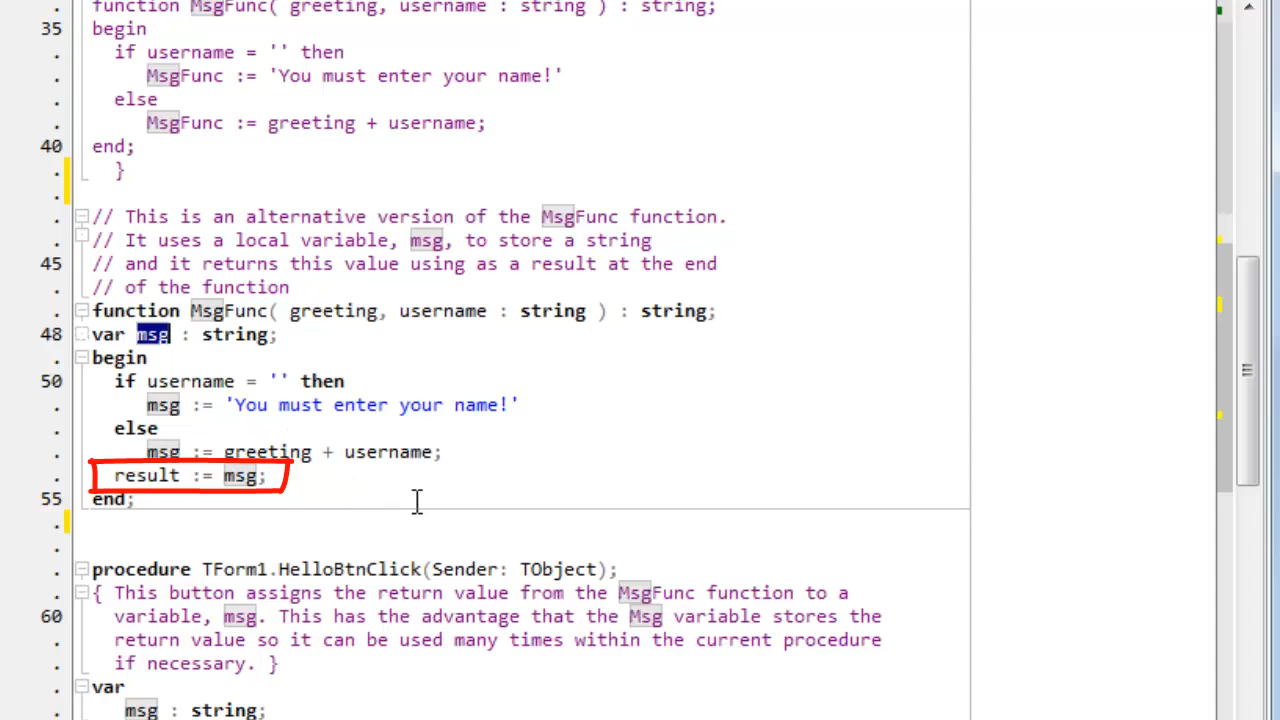 function MsgFunc( greeting, username : string ) : string;
35 begin
if username = '' then
MsgFunc := 'You must enter your name!'
else
MsgFunc := greeting + username;
40 end;
}
// This is an alternative version of the MsgFunc function.
// It uses a local variable, msg, to store a string
45 // and it returns this value using as a result at the end
// of the function
function MsgFunc( greeting, username : string ) : string;
48 var msg : string;
begin
50 if username = '' then
msg := 'You must enter your name!'
else
msg := greeting + username;
result := msg;
55 end;
procedure TForm1.HelloBtnClick(Sender: TObject);
{ This button assigns the return value from the MsgFunc function to a
60 variable, msg. This has the advantage that the Msg variable stores the
return value so it can be used many times within the current procedure
if necessary. }
var
msg : string;